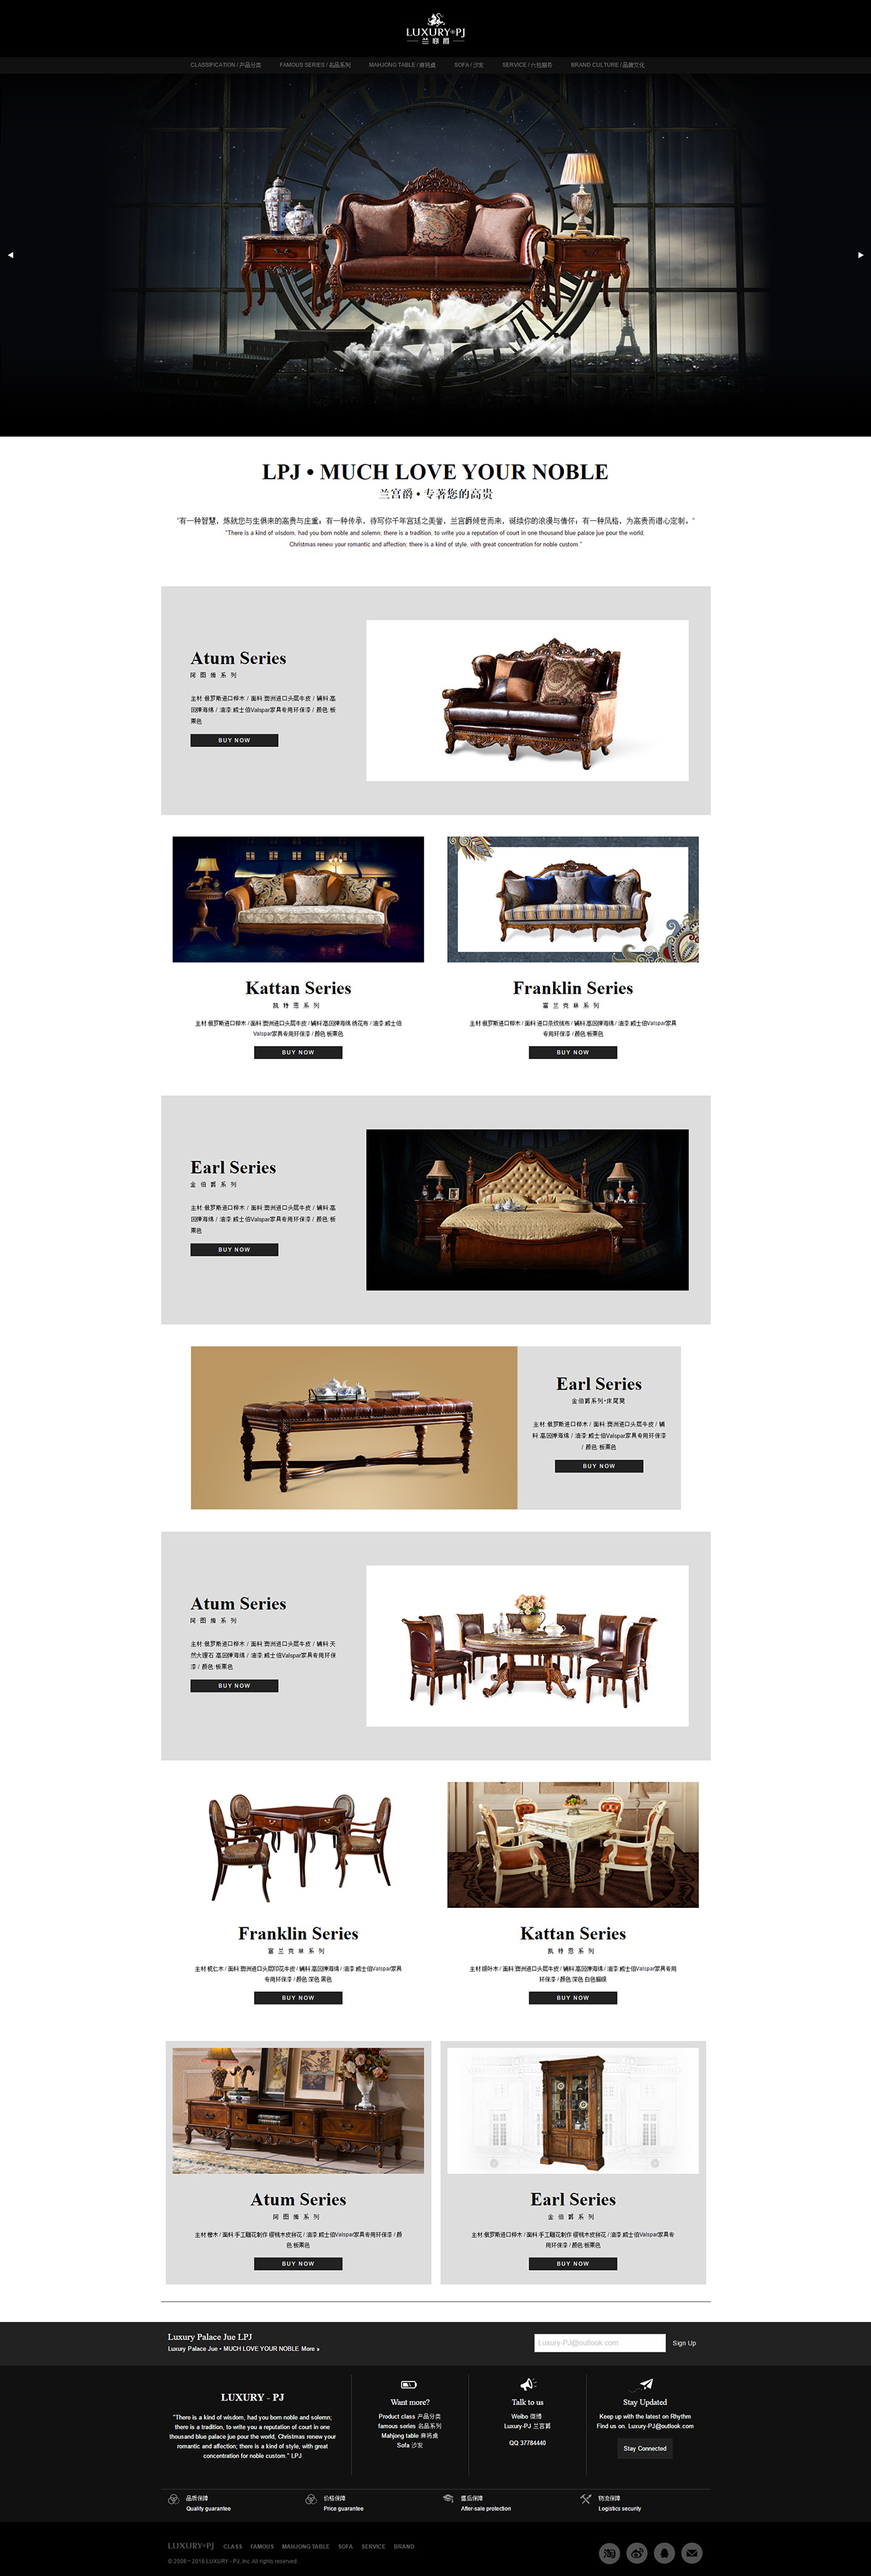 LUXURY•PJ
兰宫爵
CLASSIFICATION / 产品分类
FAMOUS SERIES / 名品系列
MAHJONG TABLE / 麻将桌
SOFA / 沙发
SERVICE / 六包服务
BRAND CULTURE / 品牌文化
LPJ • MUCH LOVE YOUR NOBLE
兰宫爵 • 专著您的高贵
"有一种智慧，炼就您与生俱来的高贵与庄重；有一种传承，待写你千年宫廷之美誉，兰宫爵倾世而来，诞续你的浪漫与情怀；有一种风格，为高贵而谱心定制。"
"There is a kind of wisdom, had you born noble and solemn; there is a tradition, to write you a reputation of court in one thousand blue palace jue pour the world;
Christmas renew your romantic and affection; there is a kind of style, with great concentration for noble custom."
Atum Series
阿图姆系列
主材:俄罗斯进口桦木 / 面料:澳洲进口头层牛皮 / 辅料:高
回弹海绵 / 油漆:威士伯Valspar家具专用环保漆 / 颜色:板
栗色
BUY NOW
Kattan Series
凯特恩系列
主材:俄罗斯进口桦木 / 面料:澳洲进口头层牛皮 / 辅料:高回弹海绵.绣花布 / 油漆:威士伯
Valspar家具专用环保漆 / 颜色:板栗色
BUY NOW
Franklin Series
富兰克林系列
主材:俄罗斯进口桦木 / 面料:进口条纹绒布 / 辅料:高回弹海绵 / 油漆:威士伯Valspar家具
专用环保漆 / 颜色:板栗色
BUY NOW
Earl Series
金伯爵系列
主材:俄罗斯进口桦木 / 面料:澳洲进口头层牛皮 / 辅料:高
回弹海绵 / 油漆:威士伯Valspar家具专用环保漆 / 颜色:板
栗色
BUY NOW
Earl Series
金伯爵系列•床尾凳
主材:俄罗斯进口桦木 / 面料:澳洲进口头层牛皮 / 辅
料:高回弹海绵 / 油漆:威士伯Valspar家具专用环保漆
/ 颜色:板栗色
BUY NOW
Atum Series
阿图姆系列
主材:俄罗斯进口桦木 / 面料:澳洲进口头层牛皮 / 辅料:天
然大理石.高回弹海绵 / 油漆:威士伯Valspar家具专用环保
漆 / 颜色:板栗色
BUY NOW
Franklin Series
富兰克林系列
主材:桃仁木 / 面料:澳洲进口头层印花牛皮 / 辅料:高回弹海绵 / 油漆:威士伯Valspar家具
专用环保漆 / 颜色:深色.黑色
BUY NOW
Kattan Series
凯特恩系列
面料:澳洲进口头层牛皮 / 辅料:高回弹海绵 / 油漆:威士伯Valspar家具专用
环保漆 / 颜色:深色.白色描银
BUY NOW
Atum Series
阿图姆系列
主材:橡木 / 面料:手工雕花制作.樱桃木皮拼花 / 油漆:威士伯Valspar家具专用环保漆 / 颜
色:板栗色
BUY NOW
Earl Series
金伯爵系列
主材:俄罗斯进口桦木 / 面料:手工雕花制作.樱桃木皮拼花 / 油漆:威士伯Valspar家具专
用环保漆 / 颜色:板栗色
BUY NOW
Luxury Palace Jue LPJ
Luxury Palace Jue • MUCH LOVE YOUR NOBLE More »
Luxury-PJ@outlook.com
Sign Up
LUXURY - PJ
"There is a kind of wisdom, had you born noble and solemn;
there is a tradition, to write you a reputation of court in one
thousand blue palace jue pour the world, Christmas renew your
romantic and affection; there is a kind of style, with great
concentration for noble custom." LPJ
Want more?
Product class 产品分类
famous series 名品系列
Mahjong table 麻将桌
Sofa 沙发
Talk to us
Weibo 微博
Luxury-PJ 兰宫爵
QQ 37784440
Stay Updated
Keep up with the latest on Rhythm
Find us on. Luxury-PJ@outlook.com
Stay Connected
品质保障
Quality guarantee
价格保障
Price guarantee
售后保障
After-sale protection
物流保障
Logistics security
LUXURY•PJ
CLASS
FAMOUS
MAHJONG TABLE
SOFA
SERVICE
BRAND
© 2006 – 2016 LUXURY - PJ, Inc. All rights reserved.
淘